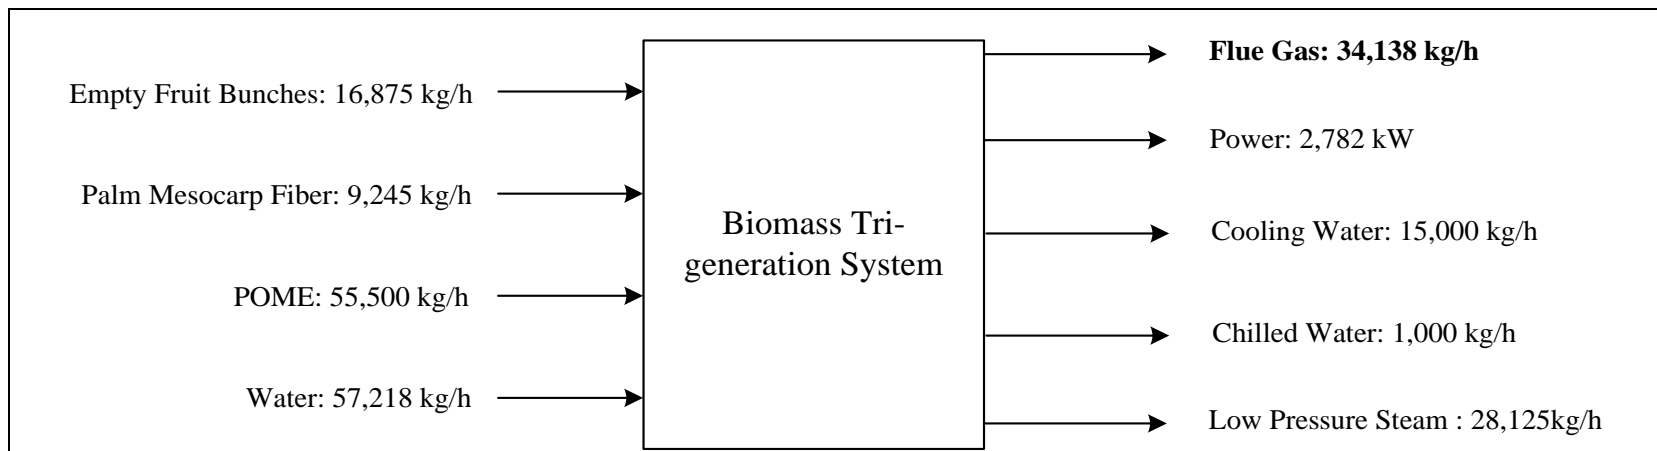 Empty Fruit Bunches: 16,875 kg/h
Palm Mesocarp Fiber: 9,245 kg/h
POME: 55,500 kg/h
Water: 57,218 kg/h
Biomass Tri-
generation System
Flue Gas: 34,138 kg/h
Power: 2,782 kW
Cooling Water: 15,000 kg/h
Chilled Water: 1,000 kg/h
Low Pressure Steam : 28,125kg/h